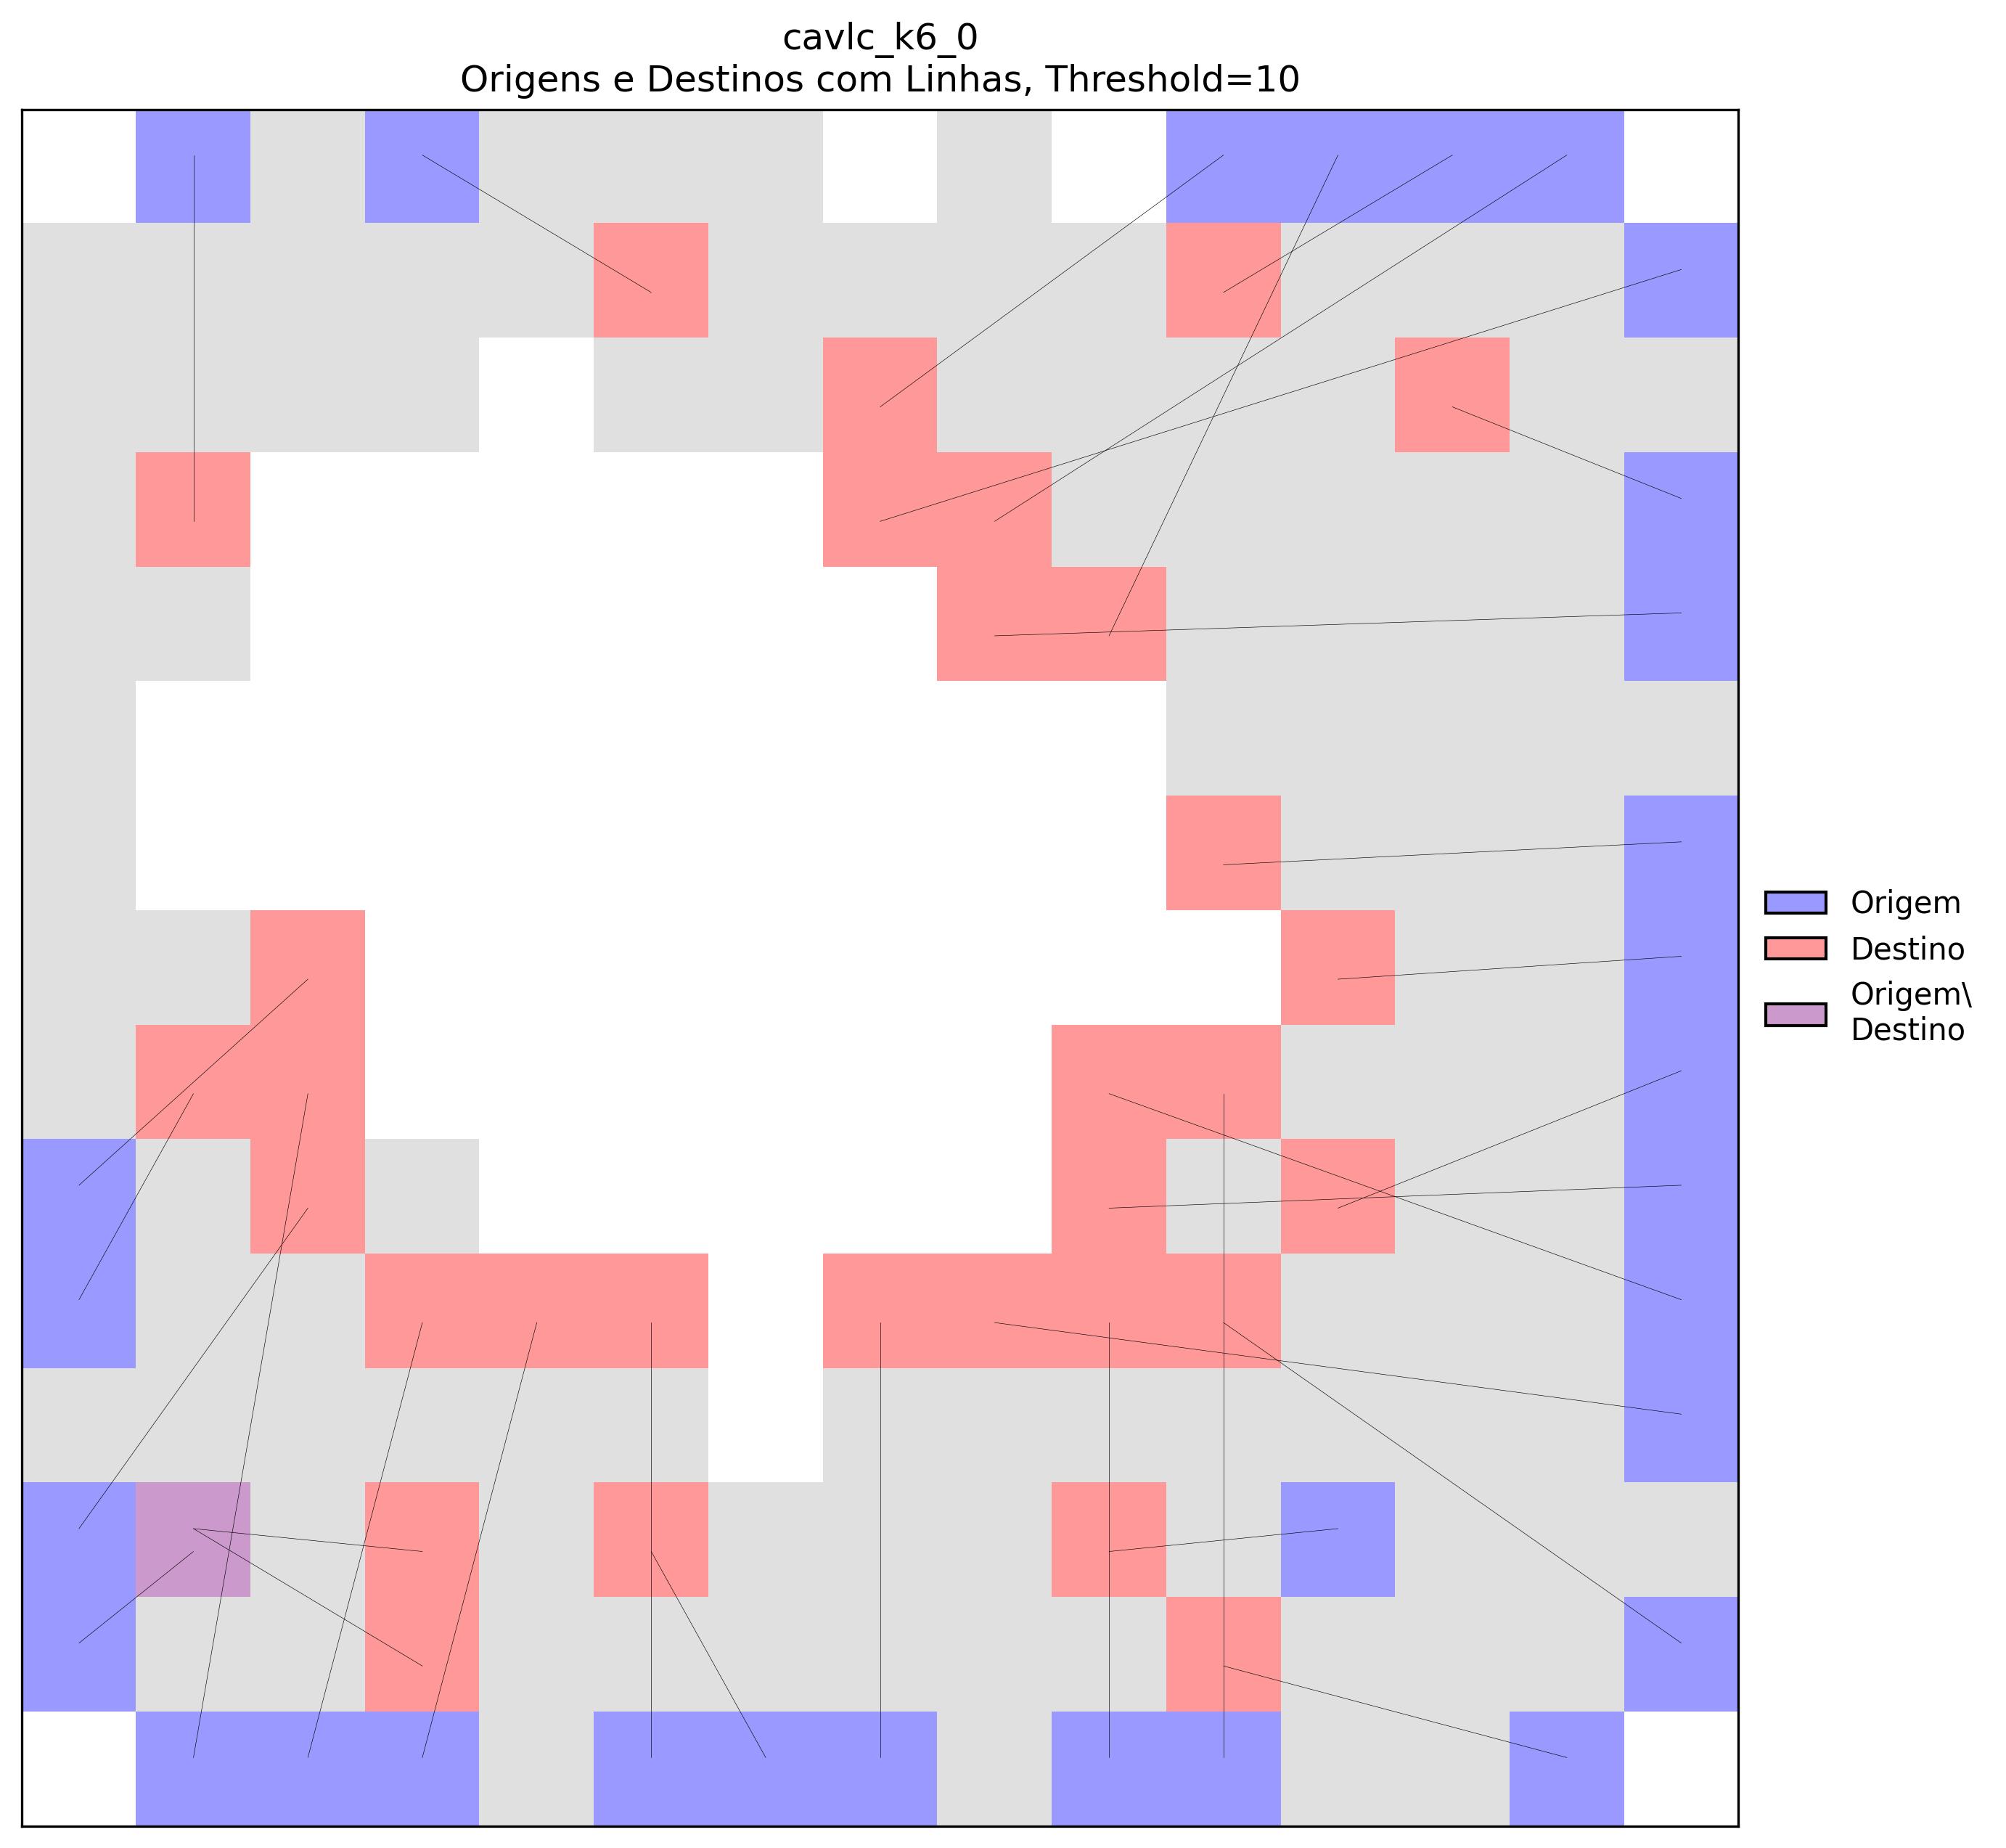 cavlc_k6_0
Origens e Destinos com Linhas, Threshold=10
Origem
Destino
Origem\
Destino